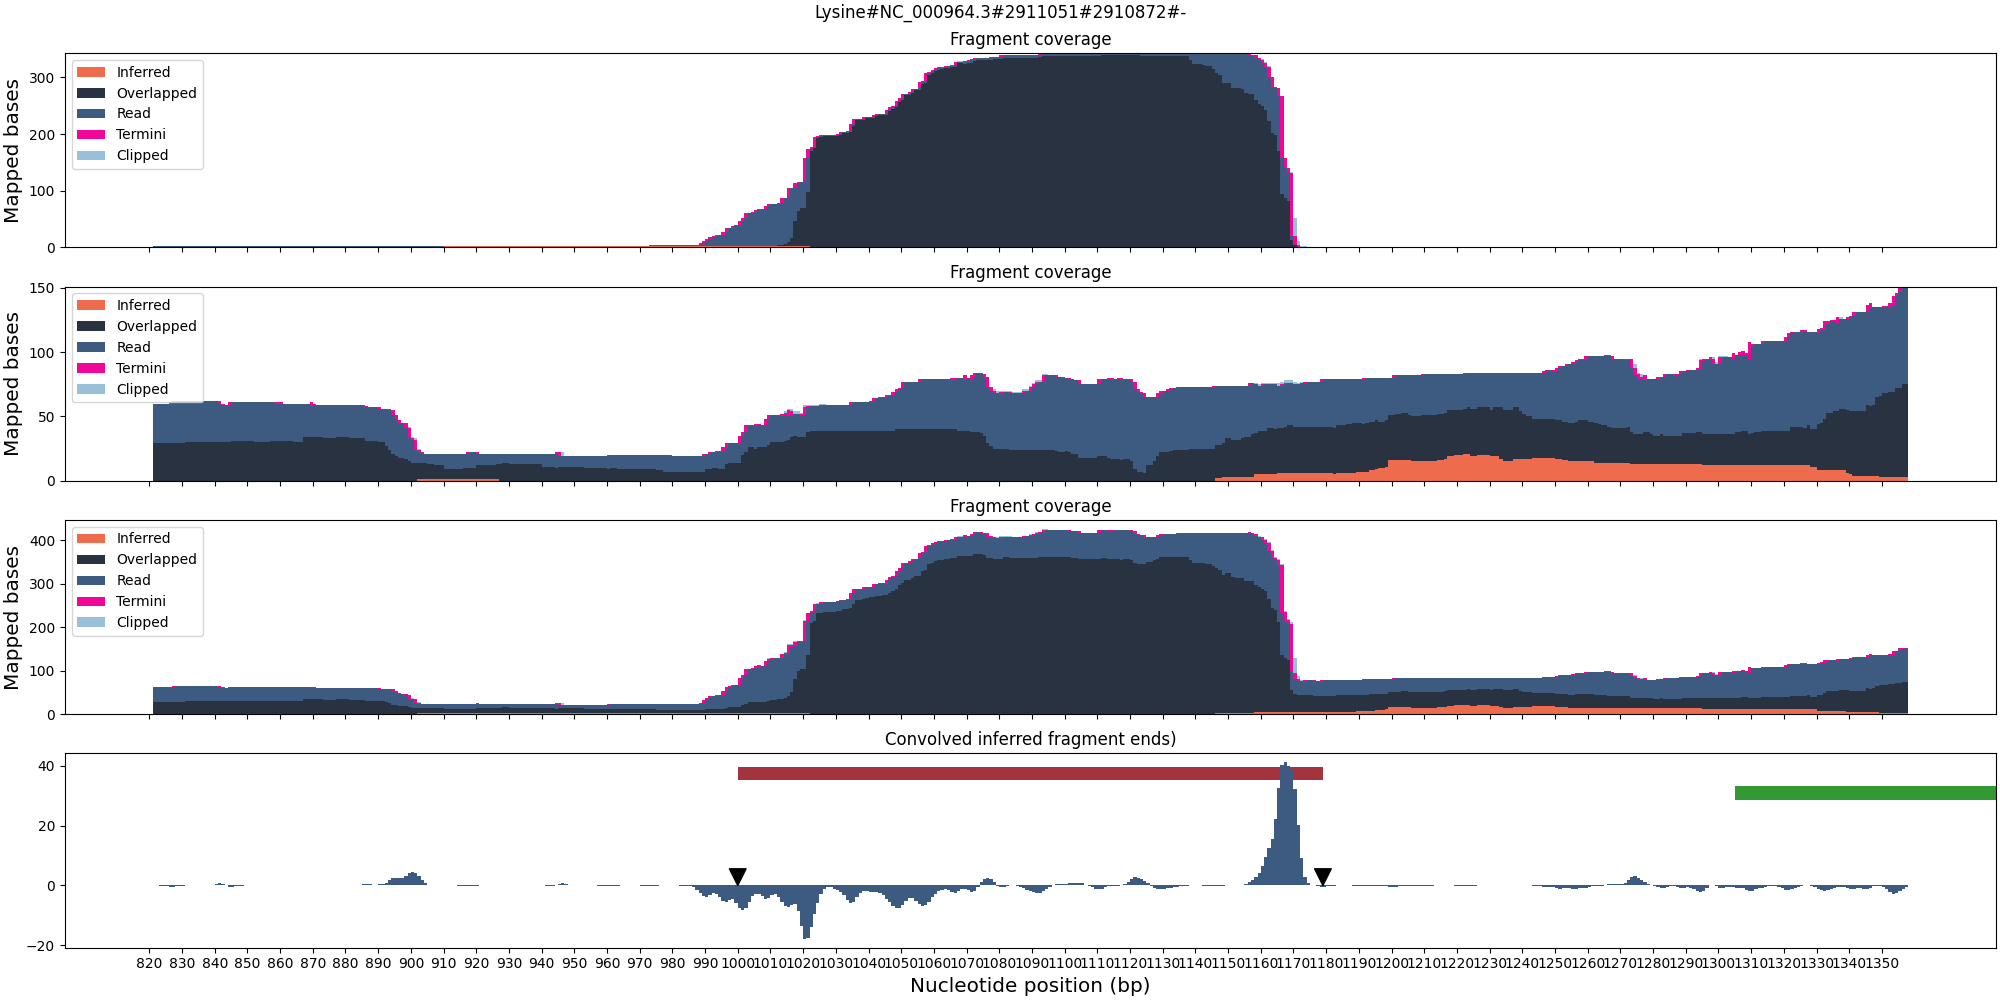 Lysine#NC_000964.3#2911051#2910872#-
Fragment coverage
Mapped bases
300
200
100
0
Inferred
Overlapped
Read
Termini
Clipped
Fragment coverage
Mapped bases
150
100
50
0
Inferred
Overlapped
Read
Termini
Clipped
Fragment coverage
Mapped bases
400
300
200
100
0
Inferred
Overlapped
Read
Termini
Clipped
Convolved inferred fragment ends)
40
20
0
−20
820 830 840 850 860 870 880 890 900 910 920 930 940 950 960 970 980 990 1000 1010 1020 1030 1040 1050 1060 1070 1080 1090 1100 1110 1120 1130 1140 1150 1160 1170 1180 1190 1200 1210 1220 1230 1240 1250 1260 1270 1280 1290 1300 1310 1320 1330 1340 1350
Nucleotide position (bp)